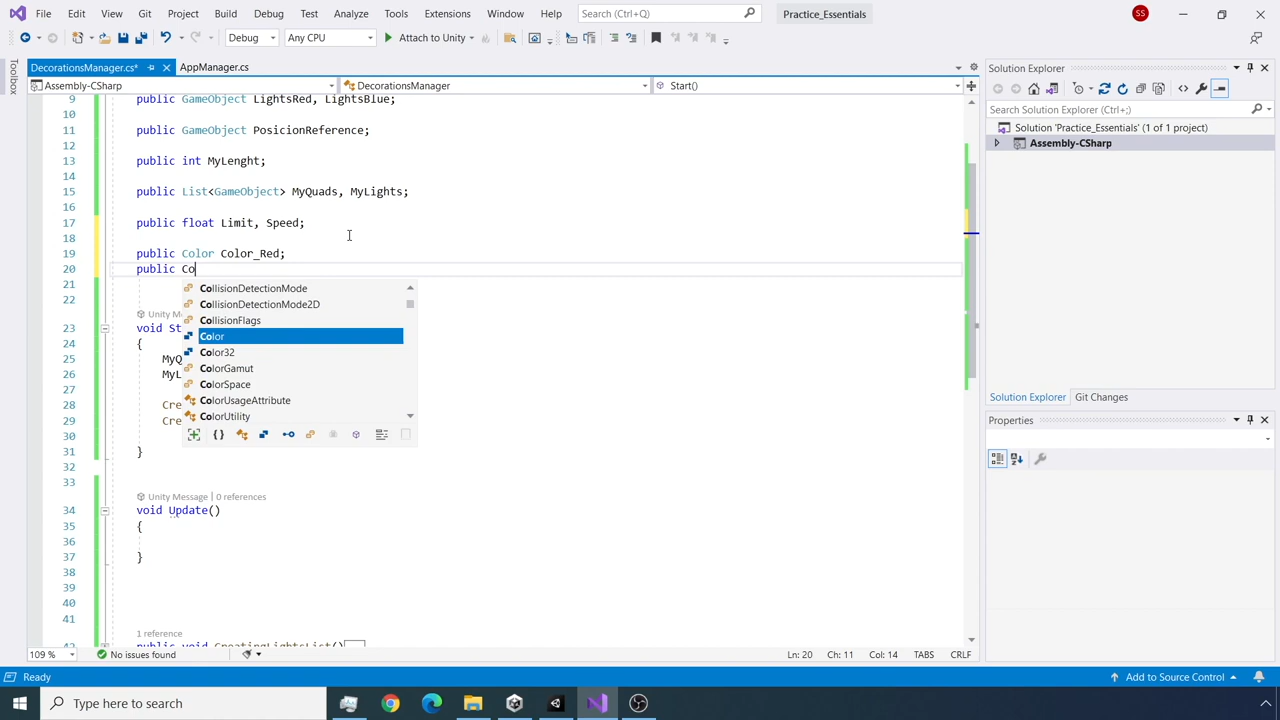 File Edit View Git Project Build Debug Test Analyze Tools Extensions Window Help Search (Ctrl+Q) Practice_Essentials SS
Debug Any CPU Attach to Unity
Toolbox
DecorationsManager.cs* AppManager.cs
Assembly-CSharp DecorationsManager Start()
9 public GameObject LightsRed, LightsBlue;
10
11 public GameObject PosicionReference;
12
13 public int MyLenght;
14
15 public List<GameObject> MyQuads, MyLights;
16
17 public float Limit, Speed;
18
19 public Color Color_Red;
20 public Co
21
22
CollisionDetectionMode
CollisionDetectionMode2D
CollisionFlags
Color
Color32
ColorGamut
ColorSpace
ColorUsageAttribute
ColorUtility
Unity M
23 void St
24 {
25 MyQ
26 MyL
27
28 Cre
29 Cre
30
31 }
32
33
Unity Message | 0 references
34 void Update()
35 {
36
37 }
38
39
40
41
1 reference
109 % No issues found Ln: 20 Ch: 11 Col: 14 TABS CRLF
Solution Explorer
Search Solution Explorer (Ctrl+;)
Solution 'Practice_Essentials' (1 of 1 project)
Assembly-CSharp
Solution Explorer Git Changes
Properties
Ready Add to Source Control
Type here to search